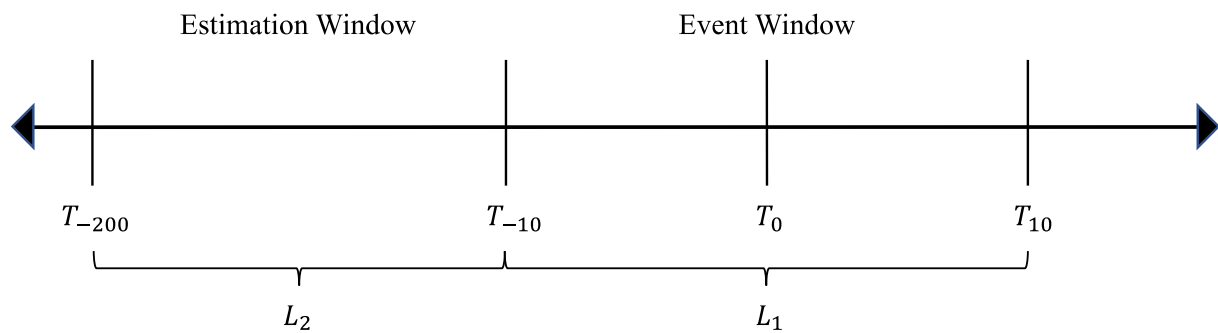 Estimation Window Event Window
T₋₂₀₀ T₋₁₀ T₀ T₁₀
L₂ L₁